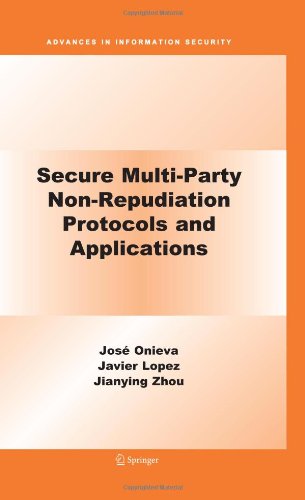 ADVANCES IN INFORMATION SECURITY
Secure Multi-Party
Non-Repudiation
Protocols and
Applications
José Onieva
Javier Lopez
Jianying Zhou
Springer